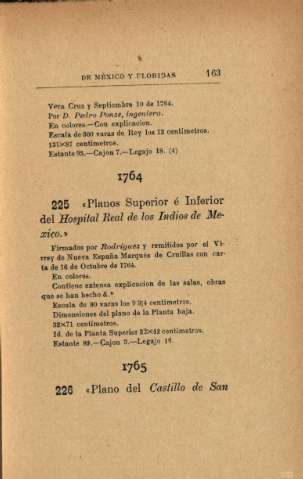 DE MÉXICO Y FLORIDAS 163
Vera Cruz y Septiembre 10 de 1764.
Por D. Pedro Ponze, Ingeniero.
En colores.—Con explicacion.
Escala de 300 varas de Rey los 12 centímetros.
131×87 centímetros.
Estante 93.—Cajon 7.—Legajo 18. (4)
1764
225 «Planos Superior é Inferior
del Hospital Real de los Indios de Me-
xico.»
Firmados por Rodriguez y remitidos por el Vi-
rrey de Nueva España Marqués de Cruillas con car-
ta de 16 de Octubre de 1764.
En colores.
Contiene extensa explicacion de las salas, obras
que se han hecho &.ª
Escala de 30 varas los 9 3¡4 centímetros.
Dimensiones del plano de la Planta baja.
32×71 centímetros.
Id. de la Planta Superior 32×42 centímetros.
Estante 89.—Cajon 3.—Legajo 18.
1765
226 «Plano del Castillo de San